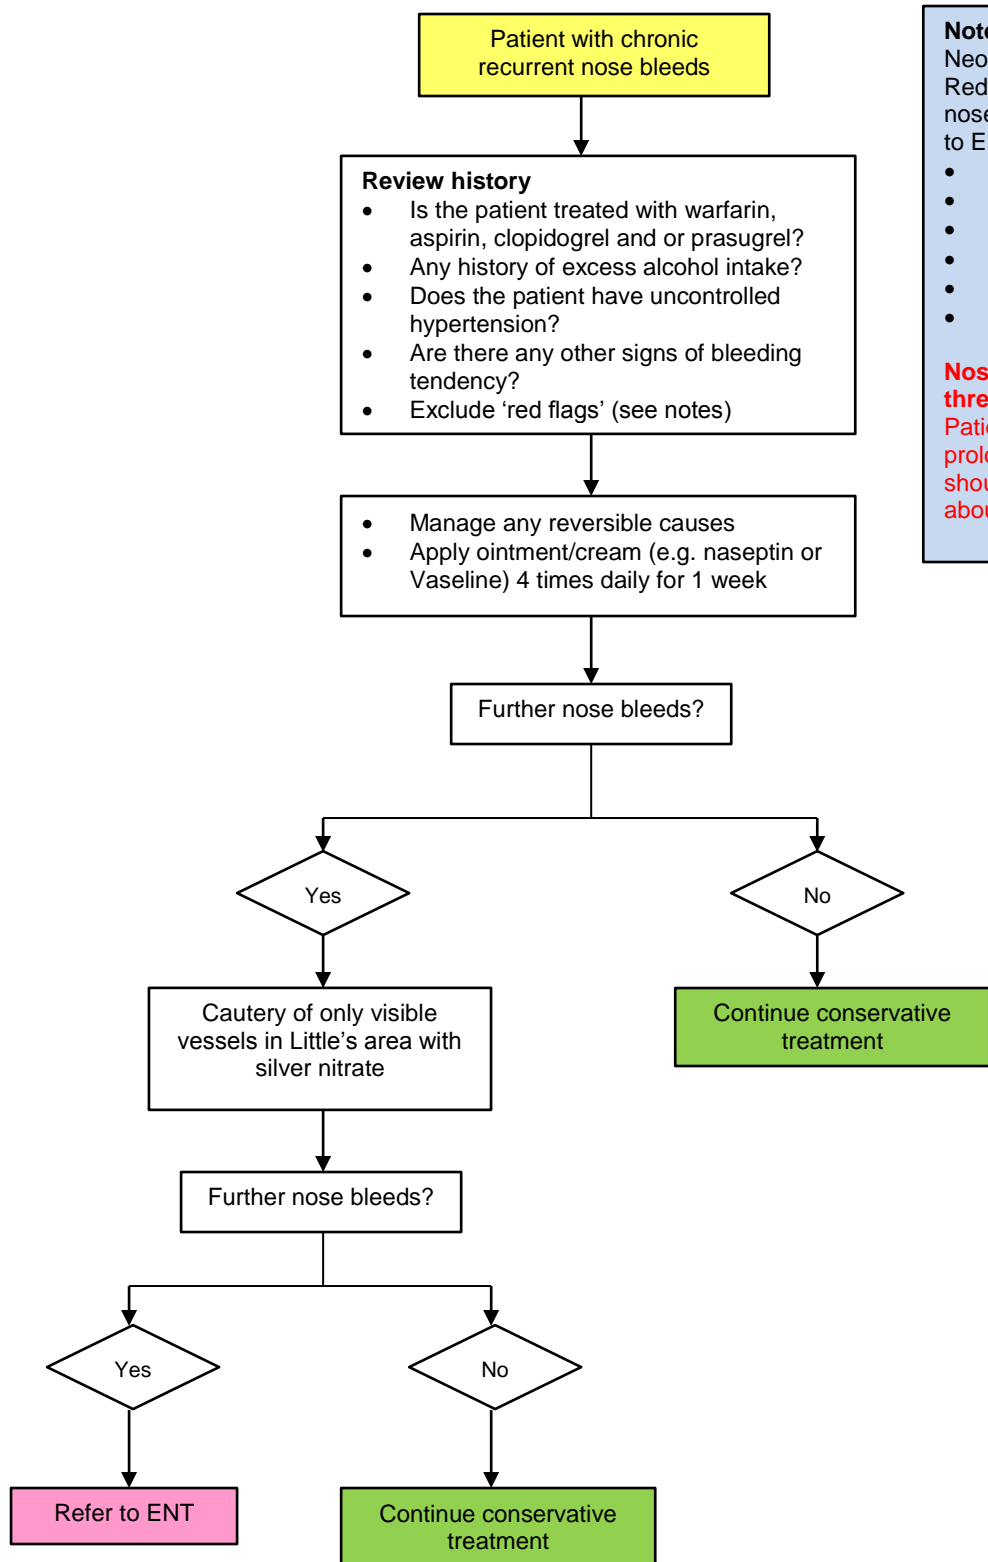 Patient with chronic
recurrent nose bleeds
Review history
• Is the patient treated with warfarin,
aspirin, clopidogrel and or prasugrel?
• Any history of excess alcohol intake?
• Does the patient have uncontrolled
hypertension?
• Are there any other signs of bleeding
tendency?
• Exclude ‘red flags’ (see notes)
• Manage any reversible causes
• Apply ointment/cream (e.g. naseptin or
Vaseline) 4 times daily for 1 week
Further nose bleeds?
Yes
No
Cautery of only visible
vessels in Little’s area with
silver nitrate
Continue conservative
treatment
Further nose bleeds?
Yes
No
Refer to ENT
Continue conservative
treatment
to